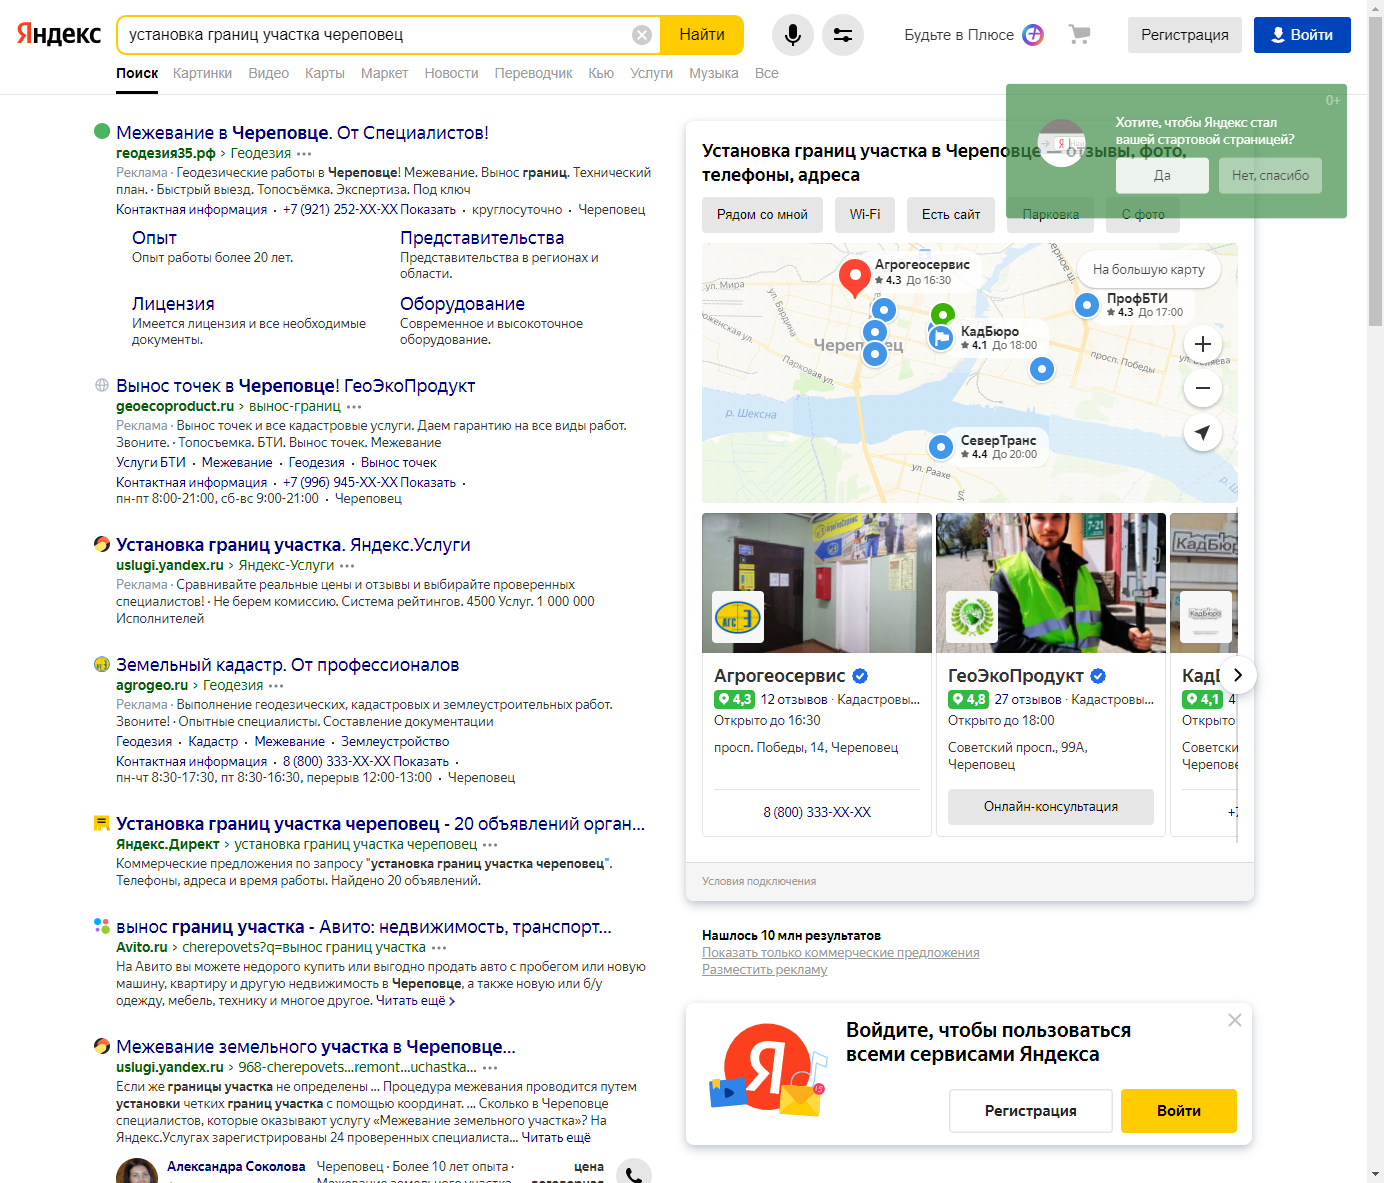 Яндекс
установка границ участка череповец
Найти
Будьте в Плюсе
Регистрация
Войти
Поиск
Картинки
Видео
Карты
Маркет
Новости
Переводчик
Кью
Услуги
Музыка
Все
0+
Хотите, чтобы Яндекс стал
вашей стартовой страницей?
Да
Нет, спасибо
Межевание в Череповце. От Специалистов!
геодезия35.рф › Геодезия
Реклама · Геодезические работы в Череповце! Межевание. Вынос границ. Технический
план. · Быстрый выезд. Топосъёмка. Экспертиза. Под ключ
Контактная информация · +7 (921) 252-XX-XX Показать · круглосуточно · Череповец
Опыт
Опыт работы более 20 лет.
Представительства
Представительства в регионах и
области.
Лицензия
Имеется лицензия и все необходимые
документы.
Оборудование
Современное и высокоточное
оборудование.
Вынос точек в Череповце! ГеоЭкоПродукт
geoecoproduct.ru › вынос-границ
Реклама · Вынос точек и все кадастровые услуги. Даем гарантию на все виды работ.
Звоните. · Топосъемка. БТИ. Вынос точек. Межевание
Услуги БТИ · Межевание · Геодезия · Вынос точек
Контактная информация · +7 (996) 945-XX-XX Показать ·
пн-пт 8:00-21:00, сб-вс 9:00-21:00 · Череповец
Установка границ участка. Яндекс.Услуги
uslugi.yandex.ru › Яндекс-Услуги
Реклама · Сравнивайте реальные цены и отзывы и выбирайте проверенных
специалистов! · Не берем комиссию. Система рейтингов. 4500 Услуг. 1 000 000
Исполнителей
Земельный кадастр. От профессионалов
agrogeo.ru › Геодезия
Реклама · Выполнение геодезических, кадастровых и землеустроительных работ.
Звоните! · Опытные специалисты. Составление документации
Геодезия · Кадастр · Межевание · Землеустройство
Контактная информация · 8 (800) 333-XX-XX Показать ·
пн-чт 8:30-17:30, пт 8:30-16:30, перерыв 12:00-13:00 · Череповец
Установка границ участка череповец - 20 объявлений орган...
Яндекс.Директ › установка границ участка череповец
Коммерческие предложения по запросу "установка границ участка череповец".
Телефоны, адреса и время работы. Найдено 20 объявлений.
вынос границ участка - Авито: недвижимость, транспорт...
Avito.ru › cherepovets?q=вынос границ участка
На Авито вы можете недорого купить или выгодно продать авто с пробегом или новую
машину, квартиру и другую недвижимость в Череповце, а также новую или б/у
одежду, мебель, технику и многое другое. Читать ещё ›
Межевание земельного участка в Череповце...
uslugi.yandex.ru › 968-cherepovets...remont...uchastka...
Если же границы участка не определены ... Процедура межевания проводится путем
установки четких границ участка с помощью координат. ... Сколько в Череповце
специалистов, которые оказывают услугу «Межевание земельного участка»? На
Яндекс.Услугах зарегистрированы 24 проверенных специалиста... Читать ещё
Александра Соколова
Череповец · Более 10 лет опыта ·
Межевание земельного участка
цена
договорная
Установка границ участка в Череповце — отзывы, фото,
телефоны, адреса
Рядом со мной
Wi-Fi
Есть сайт
Парковка
С фото
На большую карту
Агрогеосервис
4.3 До 16:30
ПрофБТИ
4.3 До 17:00
КадБюро
4.1 До 18:00
СеверТранс
4.4 До 20:00
ул. Мира
ул. Бардина
Парковая ул.
просп. Победы
р. Шексна
ул. Рaахе
ул.
АГС
7-21
КадБюро
КадБюро
Агрогеосервис
4,3 12 отзывов · Кадастровы...
Открыто до 16:30
просп. Победы, 14, Череповец
8 (800) 333-XX-XX
ГеоЭкоПродукт
4,8 27 отзывов · Кадастровы...
Открыто до 18:00
Советский просп., 99А,
Череповец
Онлайн-консультация
4,1 4
Открыто
Условия подключения
Нашлось 10 млн результатов
Показать только коммерческие предложения
Разместить рекламу
Войдите, чтобы пользоваться
всеми сервисами Яндекса
Я
15
Регистрация
Войти